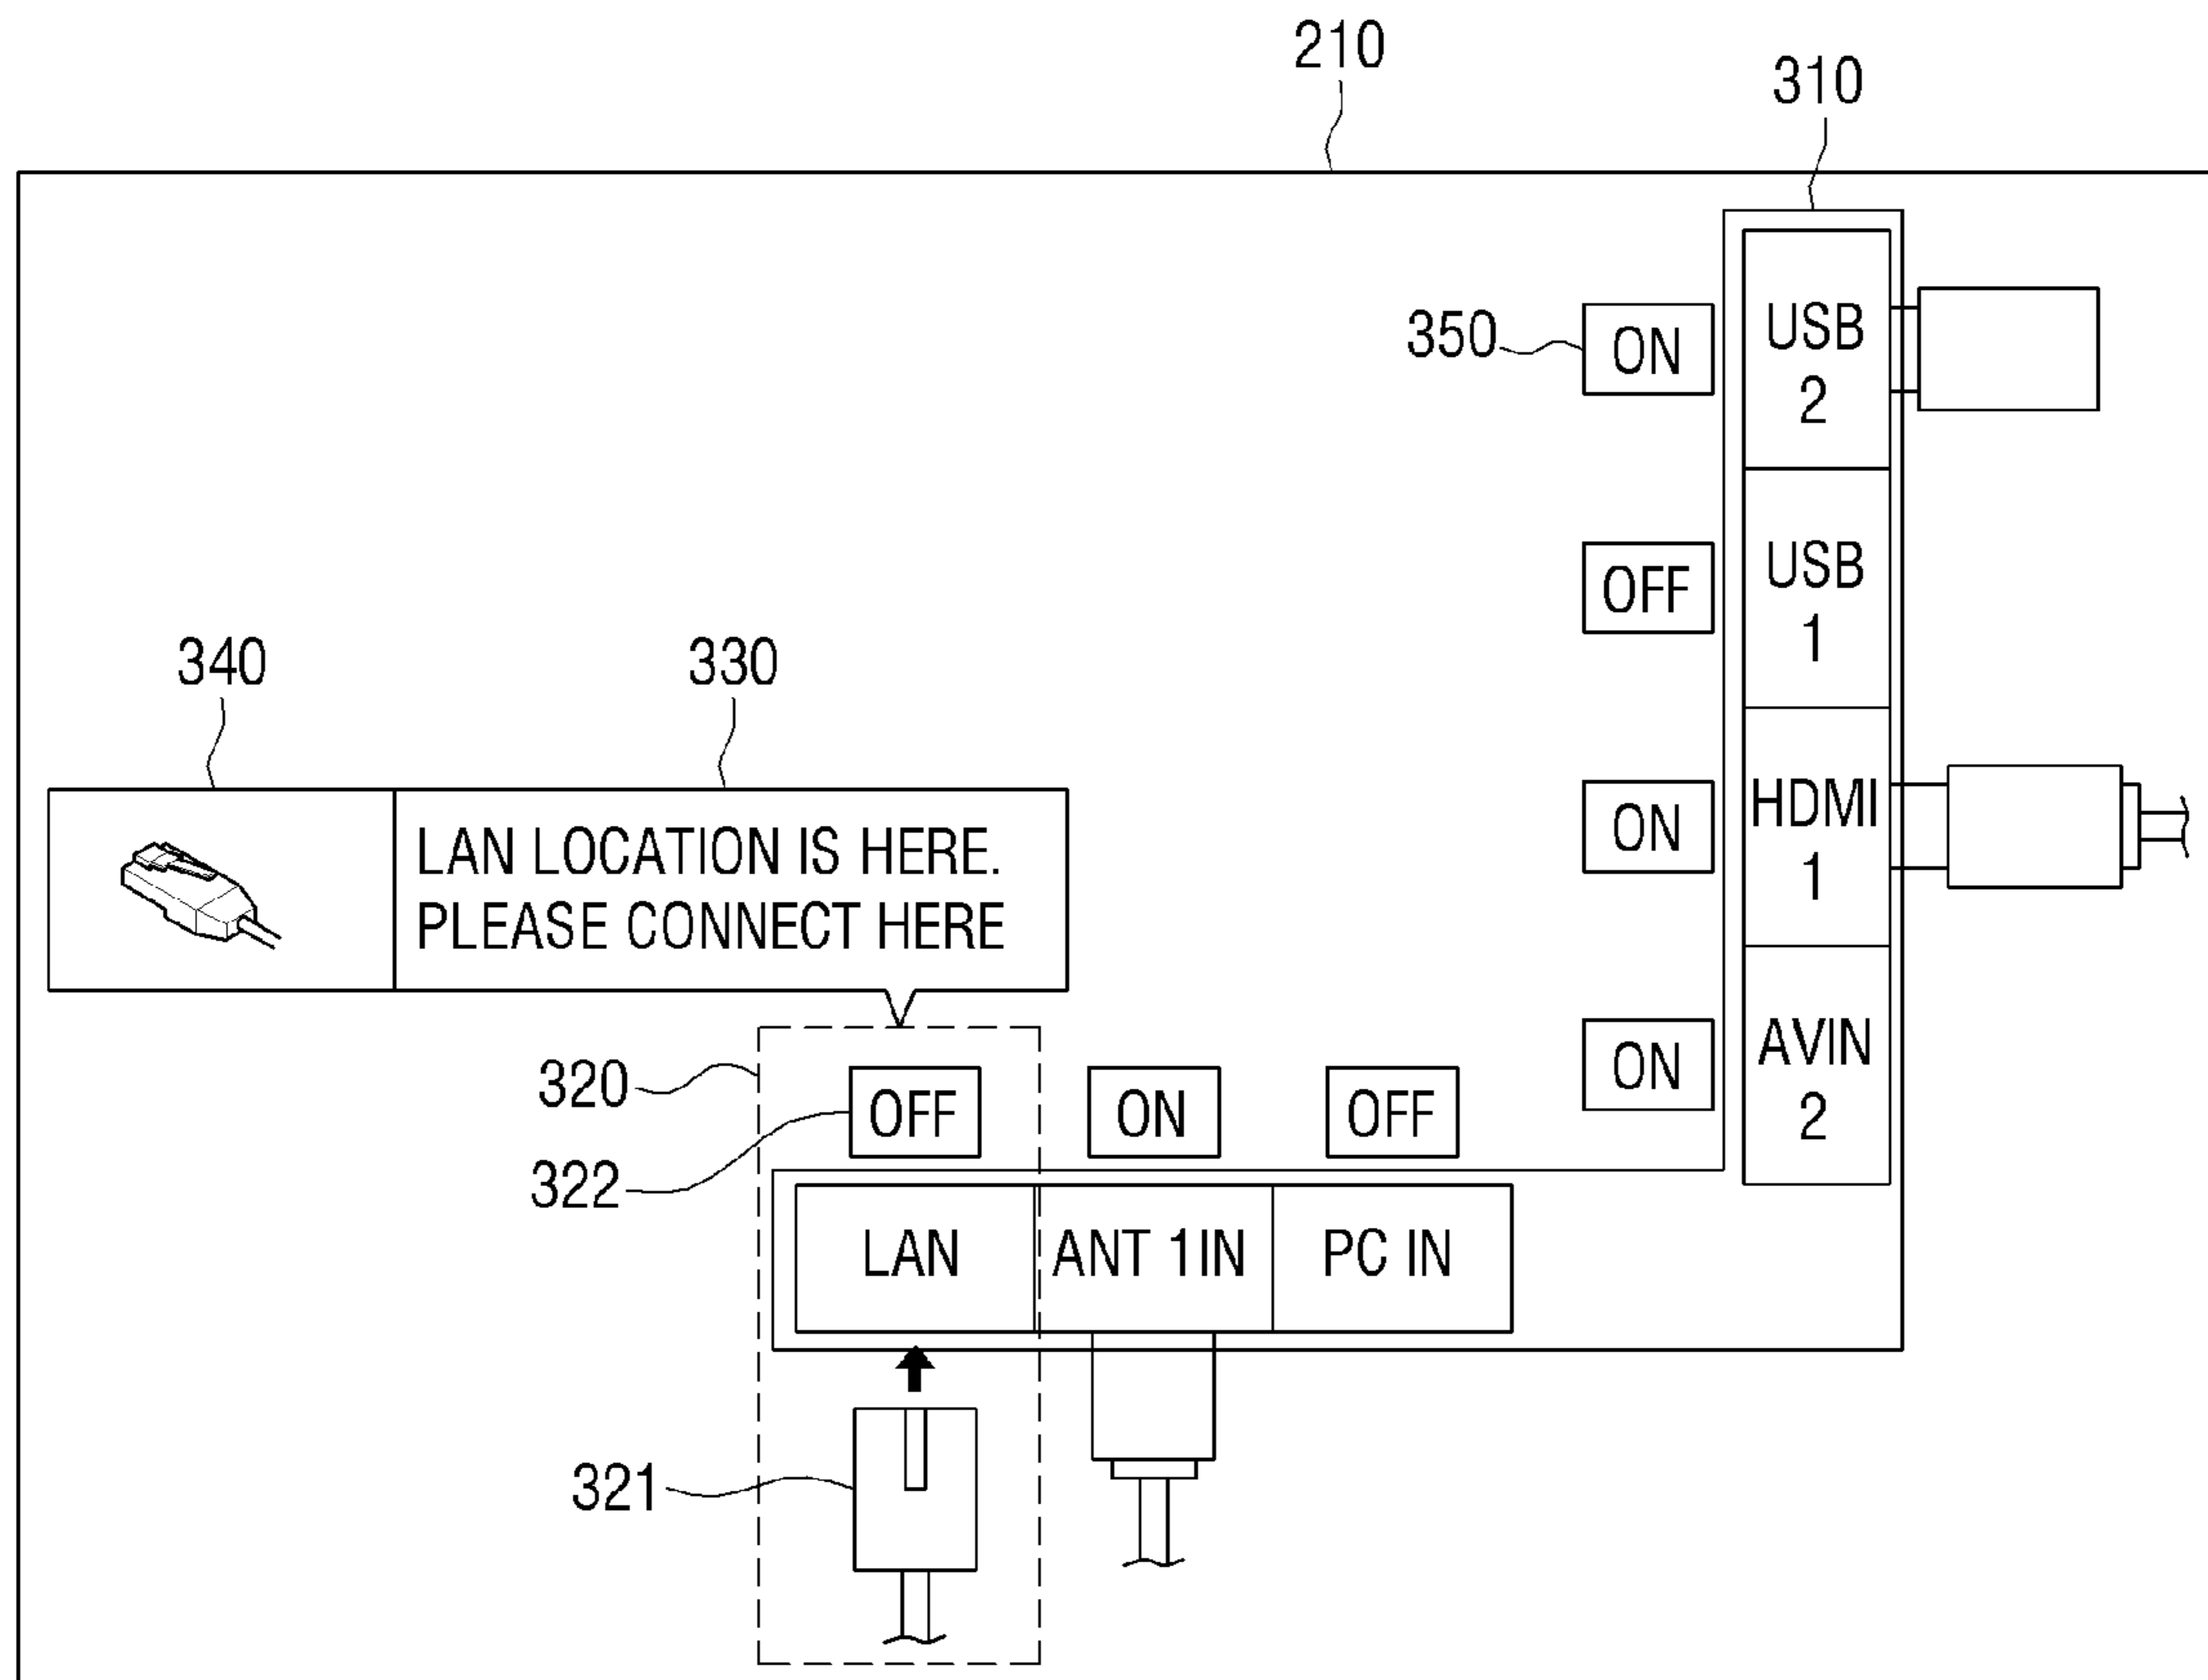 210
310
350
ON
USB
2
OFF
USB
1
340
330
ON
HDMI
1
LAN LOCATION IS HERE.
PLEASE CONNECT HERE
320
ON
AVIN
2
OFF
ON
OFF
322
LAN
ANT 1IN
PC IN
321